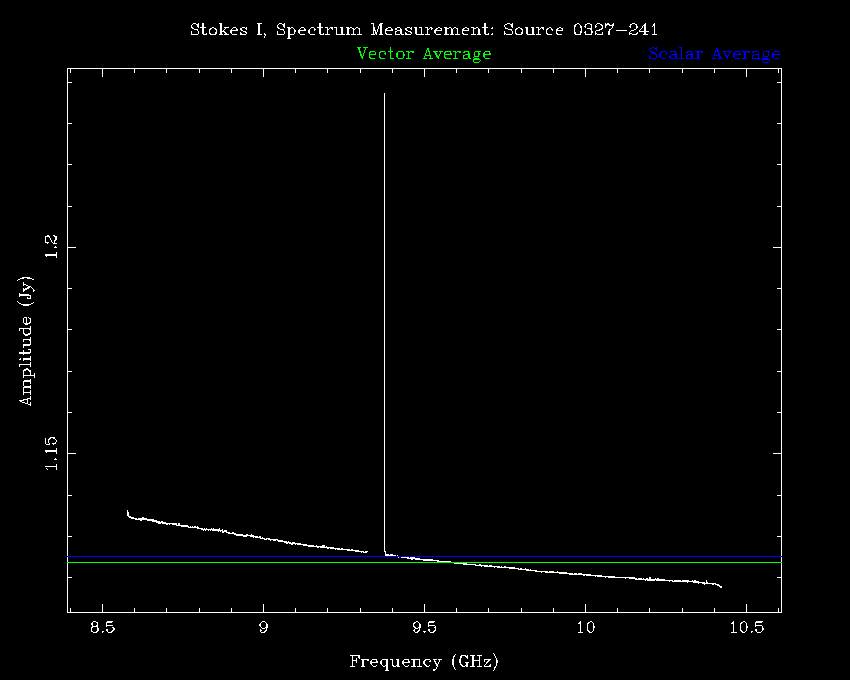 Stokes I, Spectrum Measurement: Source 0327-241
Vector Average
Scalar Average
1.2
1.15
Amplitude (Jy)
8.5 9 9.5 10 10.5
Frequency (GHz)